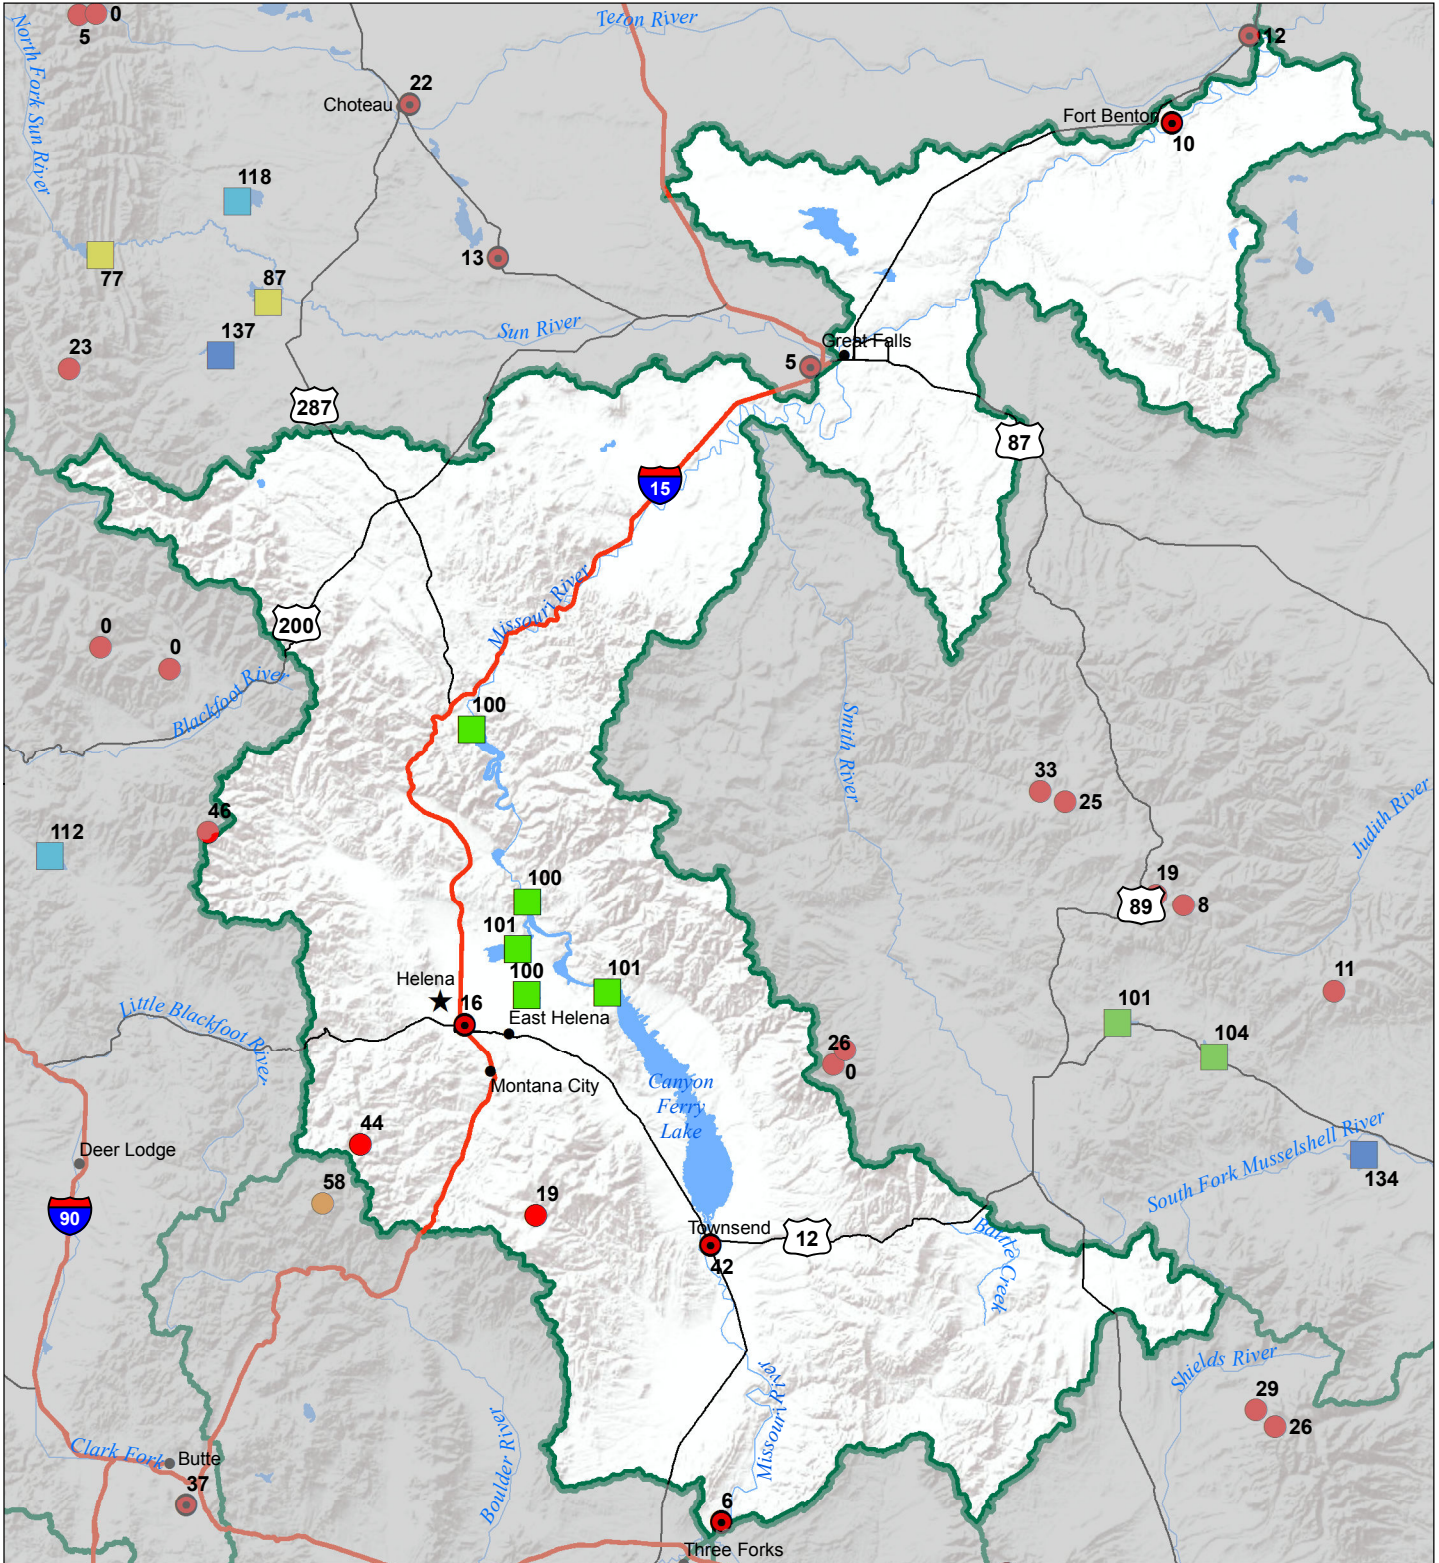 0
5
Teton River
12
North Fork Sun River
22
Choteau
Fort Benton
10
118
77
87
13
137
Sun River
23
Great Falls
5
287
87
15
Missouri River
200
0
0
Blackfoot River
100
Smith River
33
25
Judith River
46
112
100
19
89
8
101
Helena
100
101
11
16
East Helena
101
Little Blackfoot River
104
26
0
Montana City
Canyon
Ferry
Lake
44
Deer Lodge
South Fork Musselshell River
134
58
90
19
Townsend
12
42
Battle Creek
Shields River
Missouri River
29
26
Clark Fork
Butte
37
Boulder River
6
Three Forks